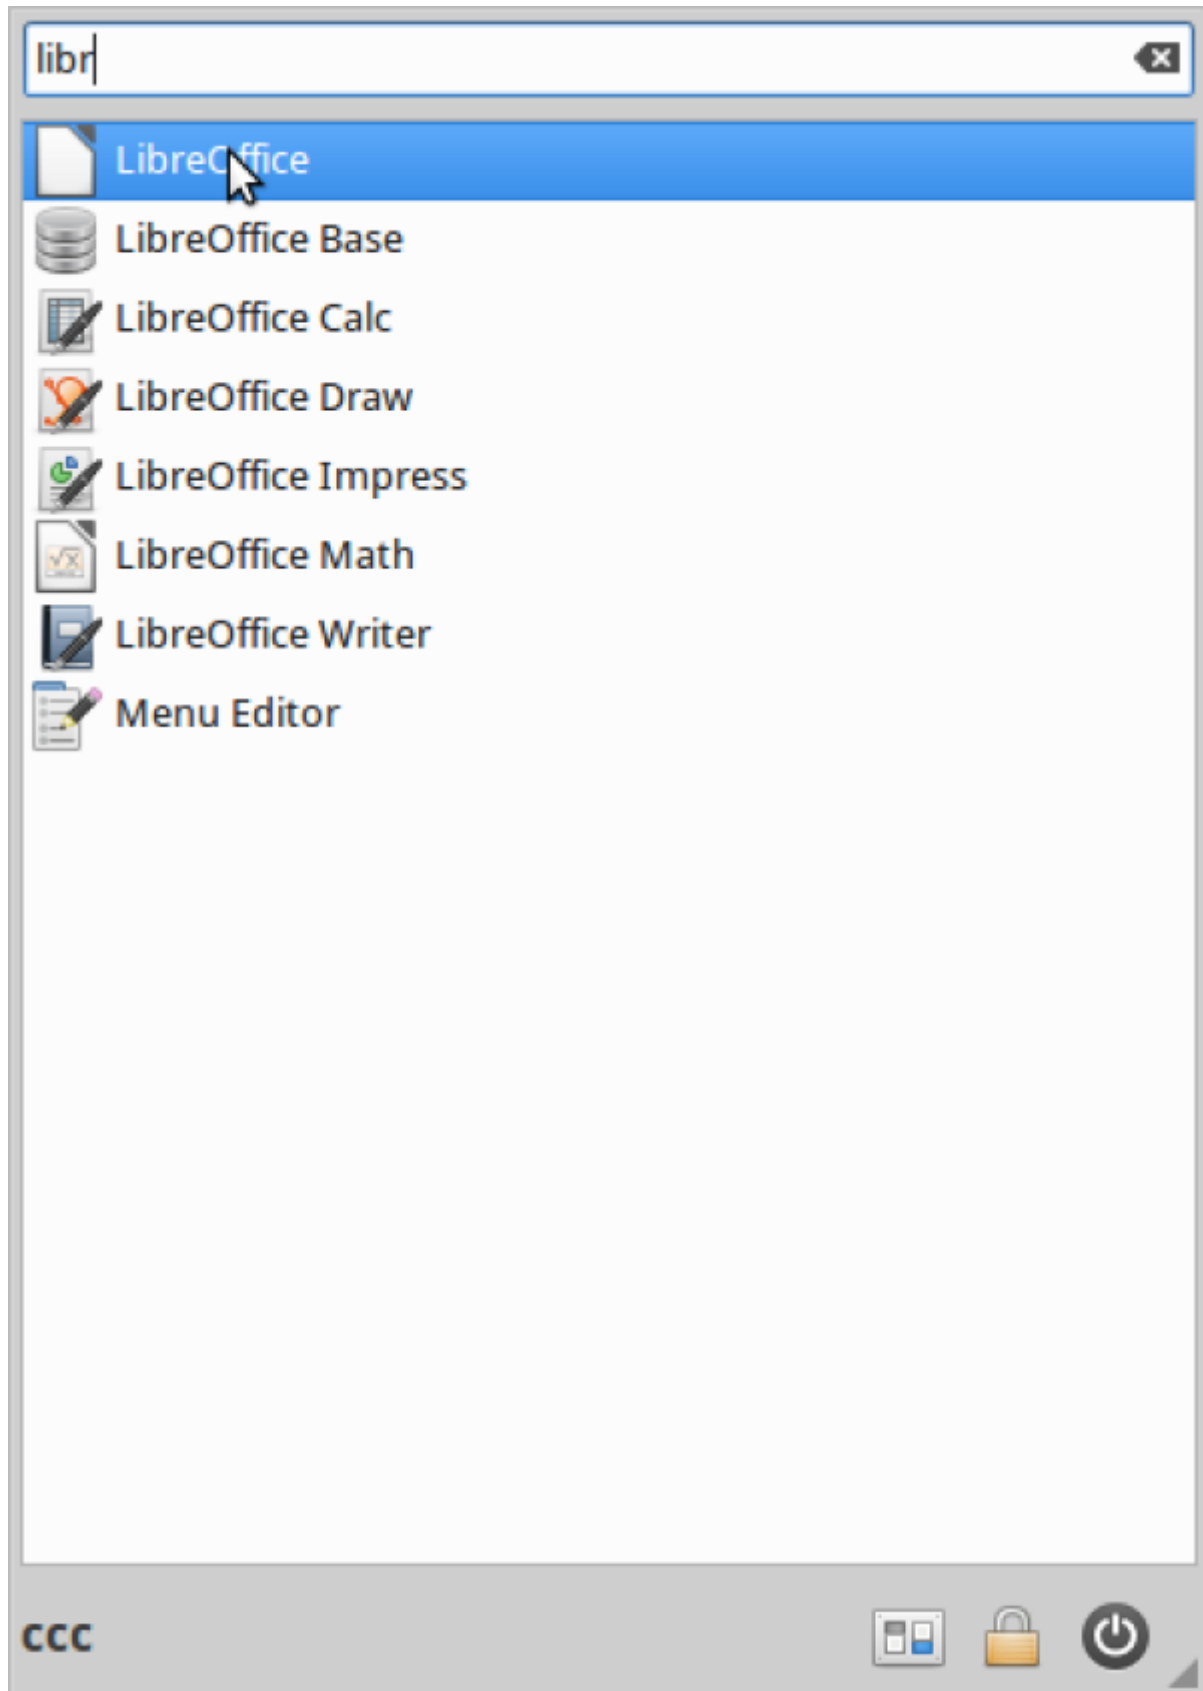 libr
LibreOffice
LibreOffice Base
LibreOffice Calc
LibreOffice Draw
LibreOffice Impress
LibreOffice Math
LibreOffice Writer
Menu Editor
ccc